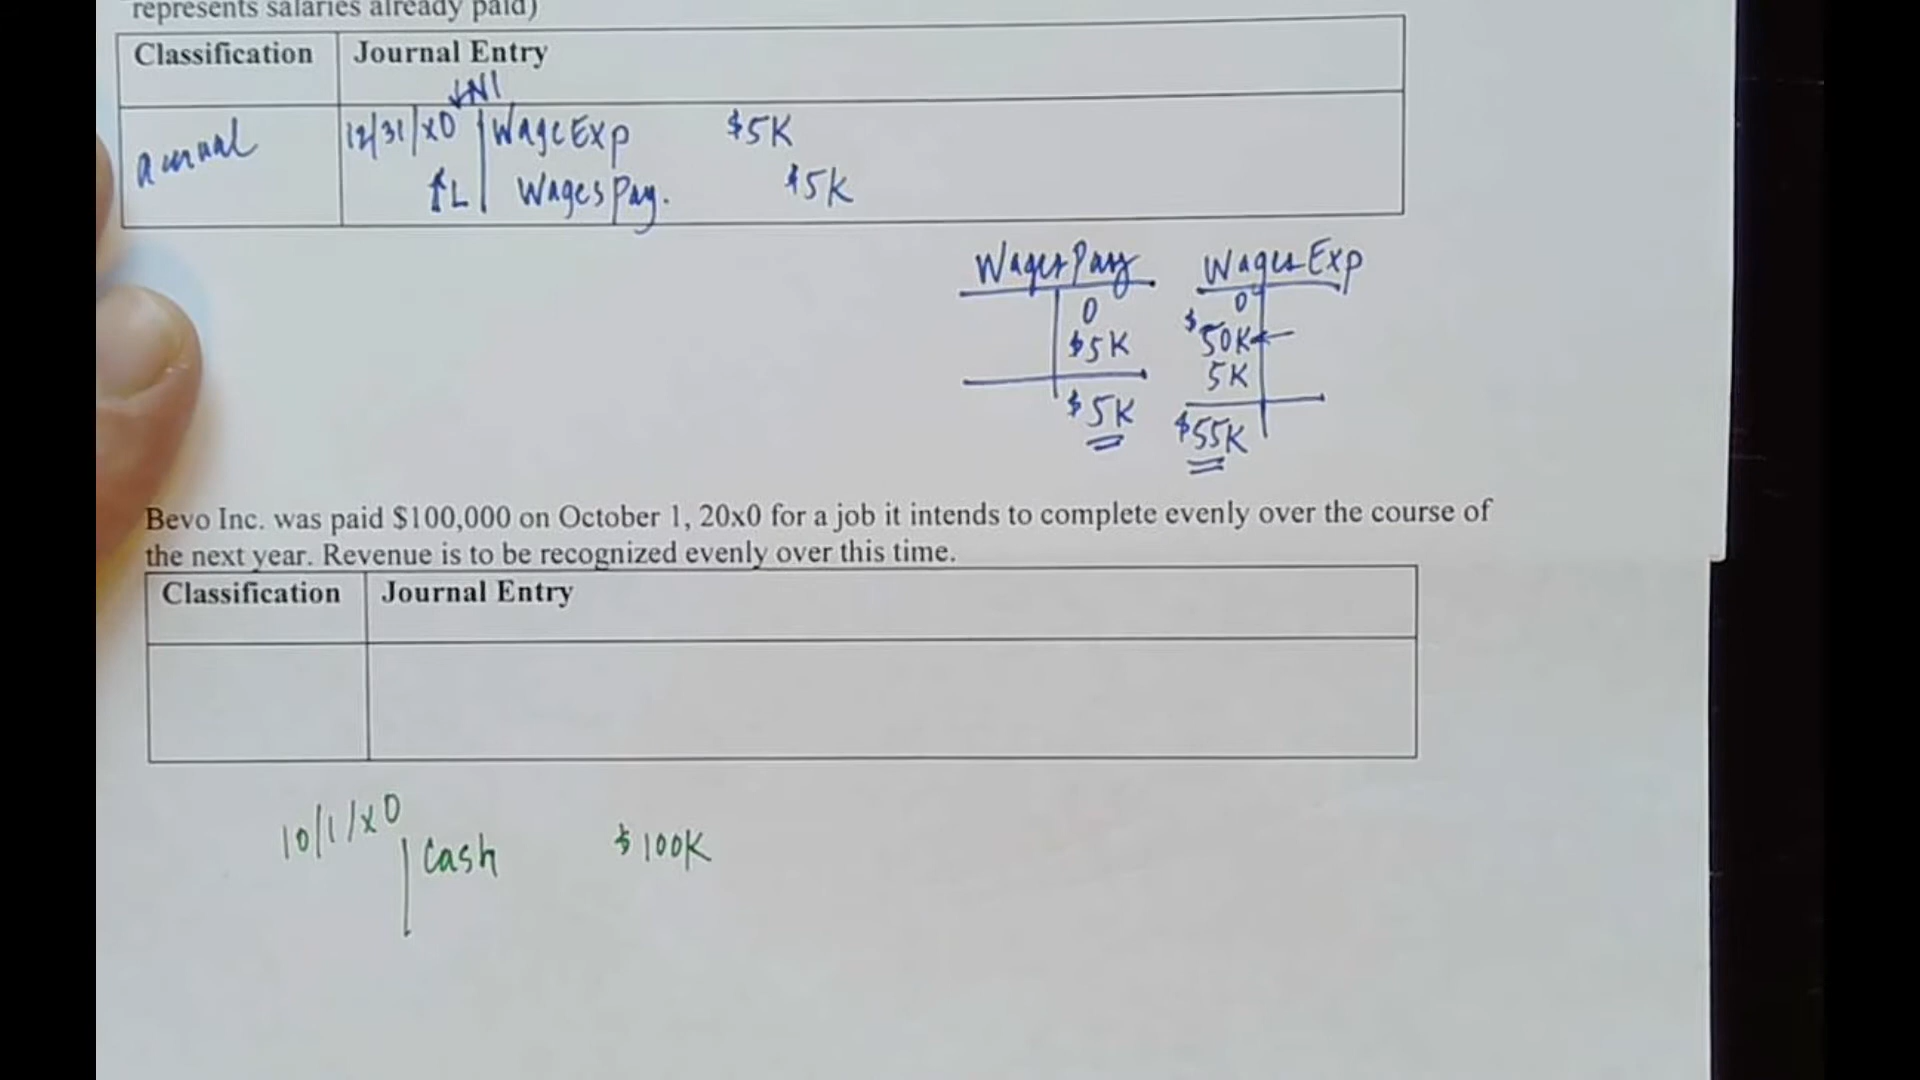 represents salaries already paid)
Classification Journal Entry
↓NI
accrual 12/31/x0 Wage Exp $5K
↑L Wages Pay. $5K
Wages Pay Wages Exp
0 0
$5K $50K ←
5K
$5K $55K
Bevo Inc. was paid $100,000 on October 1, 20x0 for a job it intends to complete evenly over the course of
the next year. Revenue is to be recognized evenly over this time.
Classification Journal Entry
10/1/x0
Cash $100K